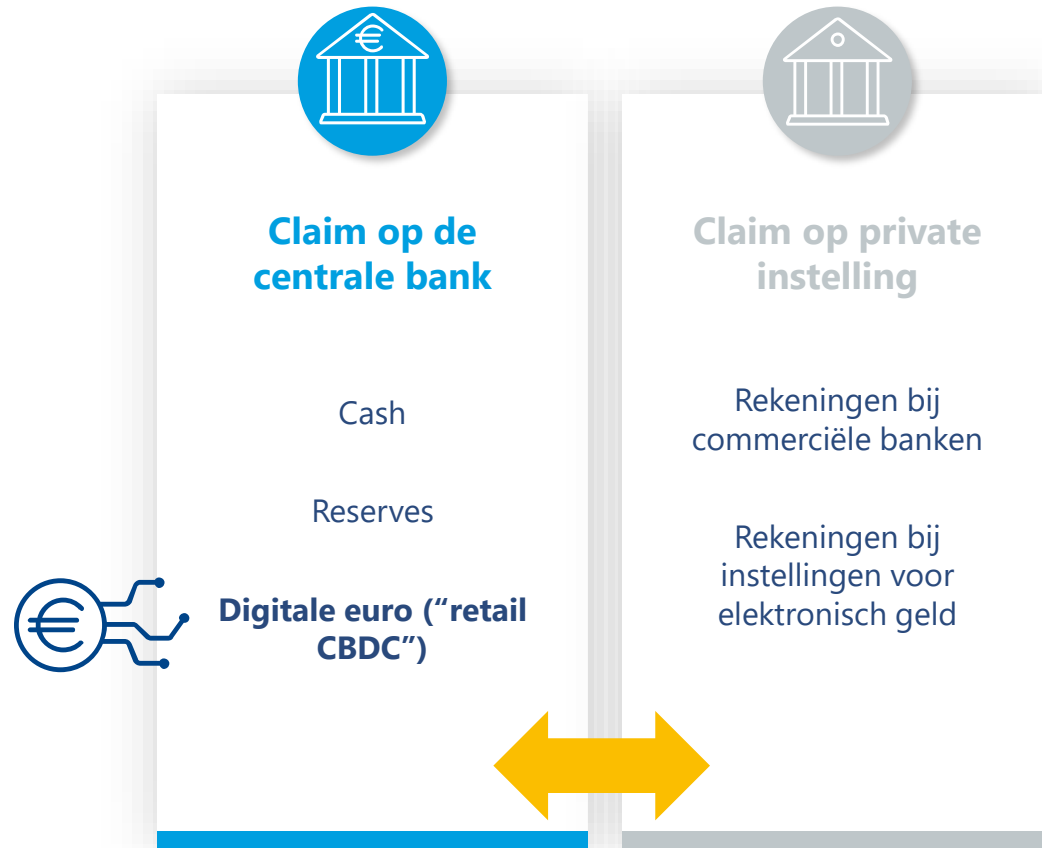 Claim op de
centrale bank
Cash
Reserves
Digitale euro (“retail
CBDC”)
Claim op private
instelling
Rekeningen bij
commerciële banken
Rekeningen bij
instellingen voor
elektronisch geld